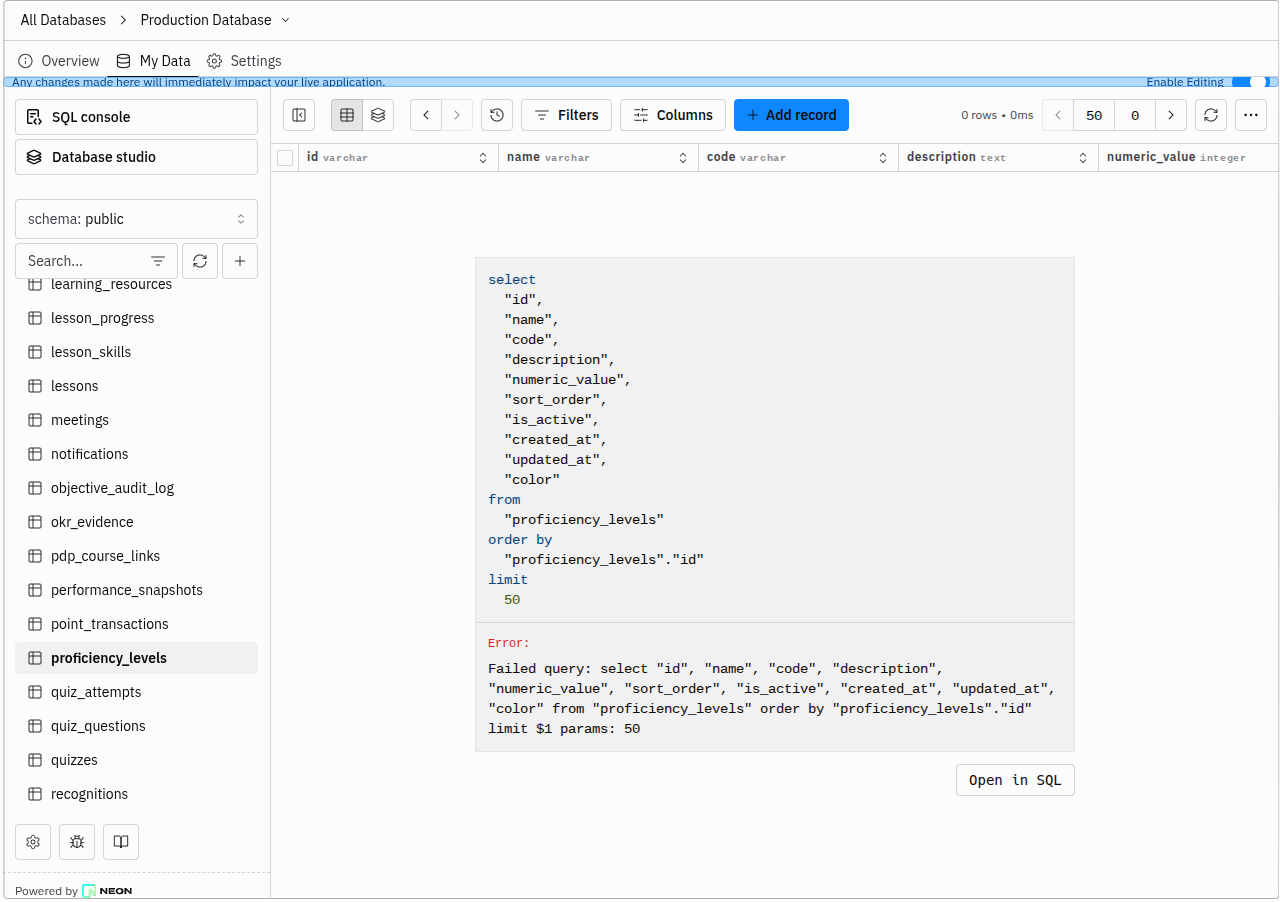 All Databases > Production Database
Overview My Data Settings
Any changes made here will immediately impact your live application. Enable Editing
SQL console
Database studio
schema: public
Search...
learning_resources
lesson_progress
lesson_skills
lessons
meetings
notifications
objective_audit_log
okr_evidence
pdp_course_links
performance_snapshots
point_transactions
proficiency_levels
quiz_attempts
quiz_questions
quizzes
recognitions
Powered by NEON
Filters Columns + Add record 0 rows • 0ms 50 0
id varchar name varchar code varchar description text numeric_value integer
select
"id",
"name",
"code",
"description",
"numeric_value",
"sort_order",
"is_active",
"created_at",
"updated_at",
"color"
from
"proficiency_levels"
order by
"proficiency_levels"."id"
limit
50
Error:
Failed query: select "id", "name", "code", "description",
"numeric_value", "sort_order", "is_active", "created_at", "updated_at",
"color" from "proficiency_levels" order by "proficiency_levels"."id"
limit $1 params: 50
Open in SQL